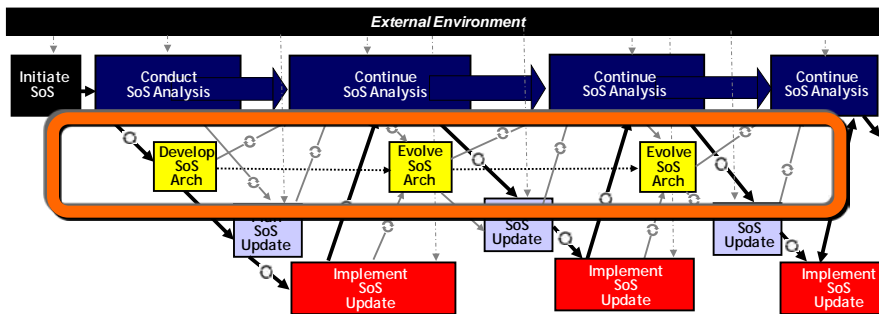 External Environment
Initiate
SoS
Conduct
SoS Analysis
Continue
SoS Analysis
Continue
SoS Analysis
Continue
SoS Analysis
Develop
SoS
Arch
Evolve
SoS
Arch
Evolve
SoS
Arch
SoS
Update
SoS
Update
SoS
Update
Implement
SoS
Update
Implement
SoS
Update
Implement
SoS
Update